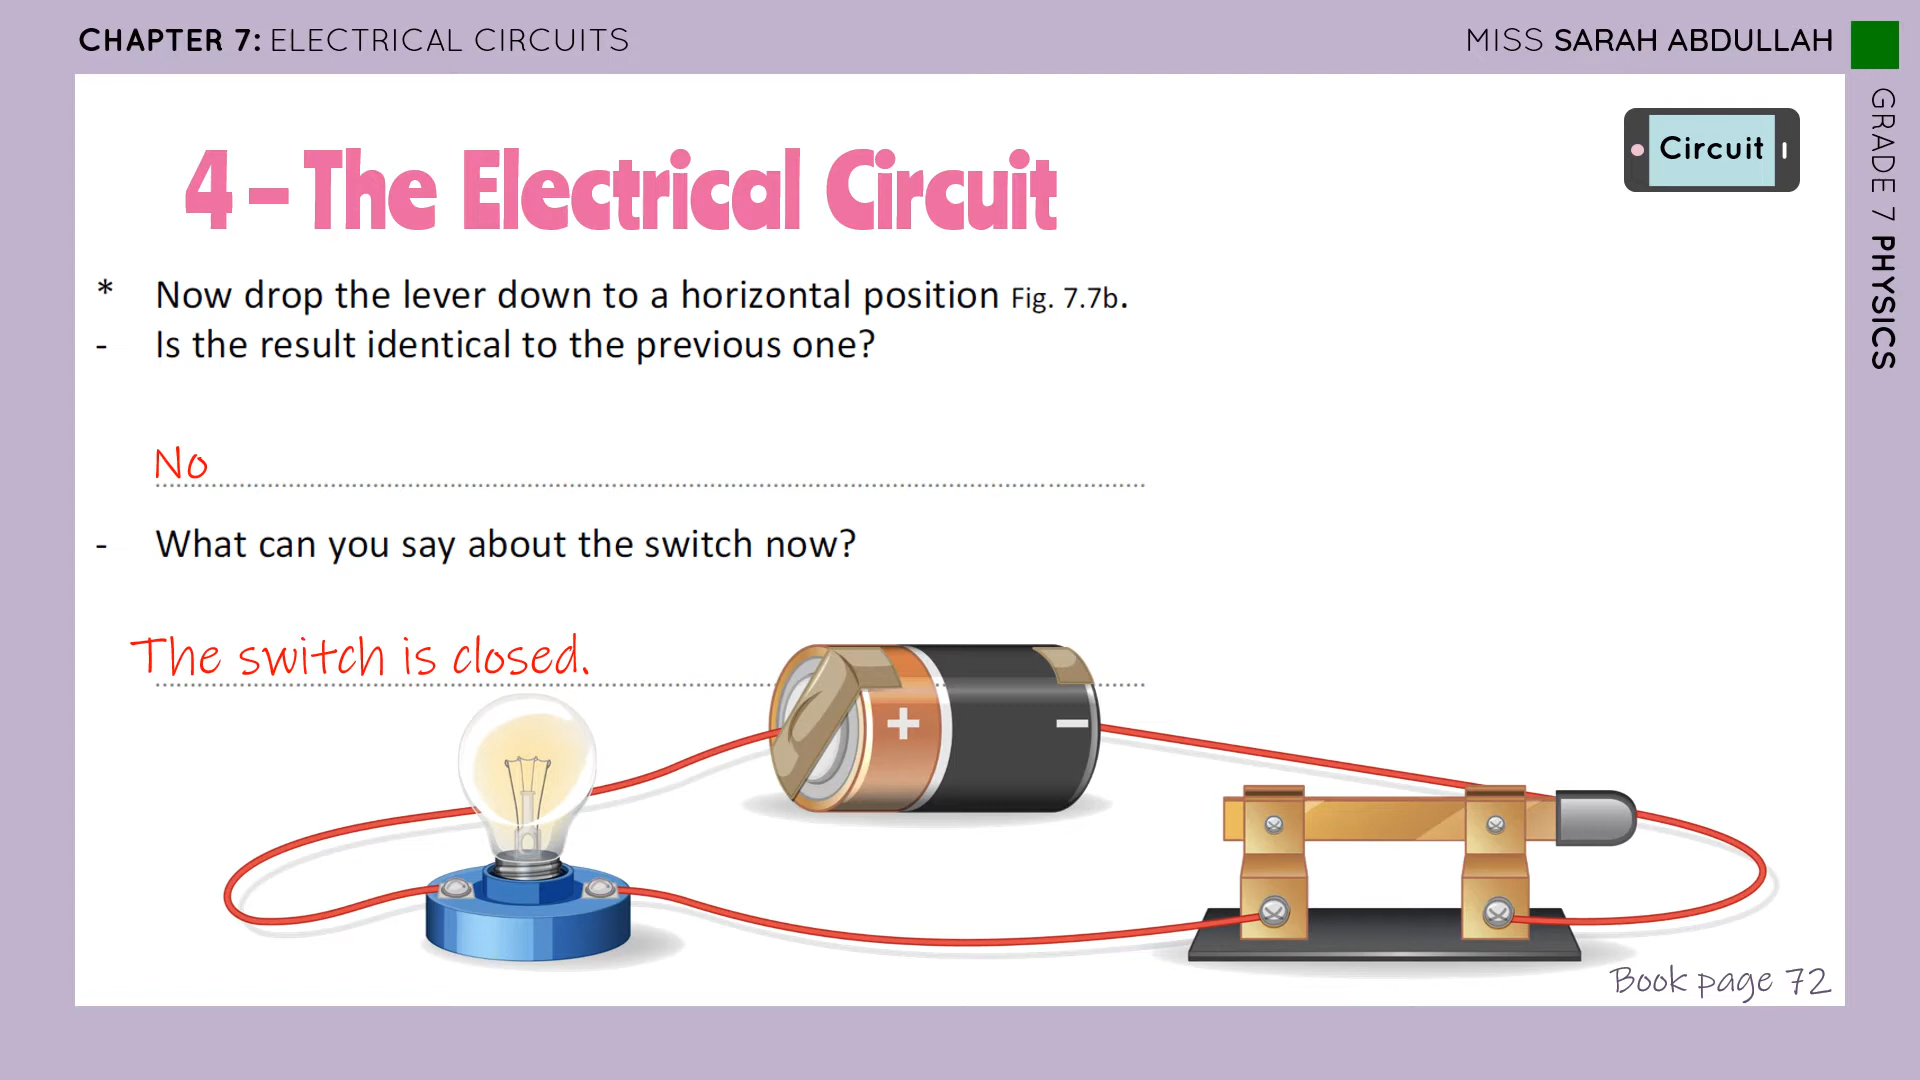 CHAPTER 7: ELECTRICAL CIRCUITS
MISS SARAH ABDULLAH
GRADE 7 PHYSICS
Circuit
4 – The Electrical Circuit
* Now drop the lever down to a horizontal position Fig. 7.7b.
- Is the result identical to the previous one?
No
- What can you say about the switch now?
The switch is closed.
+ −
Book page 72